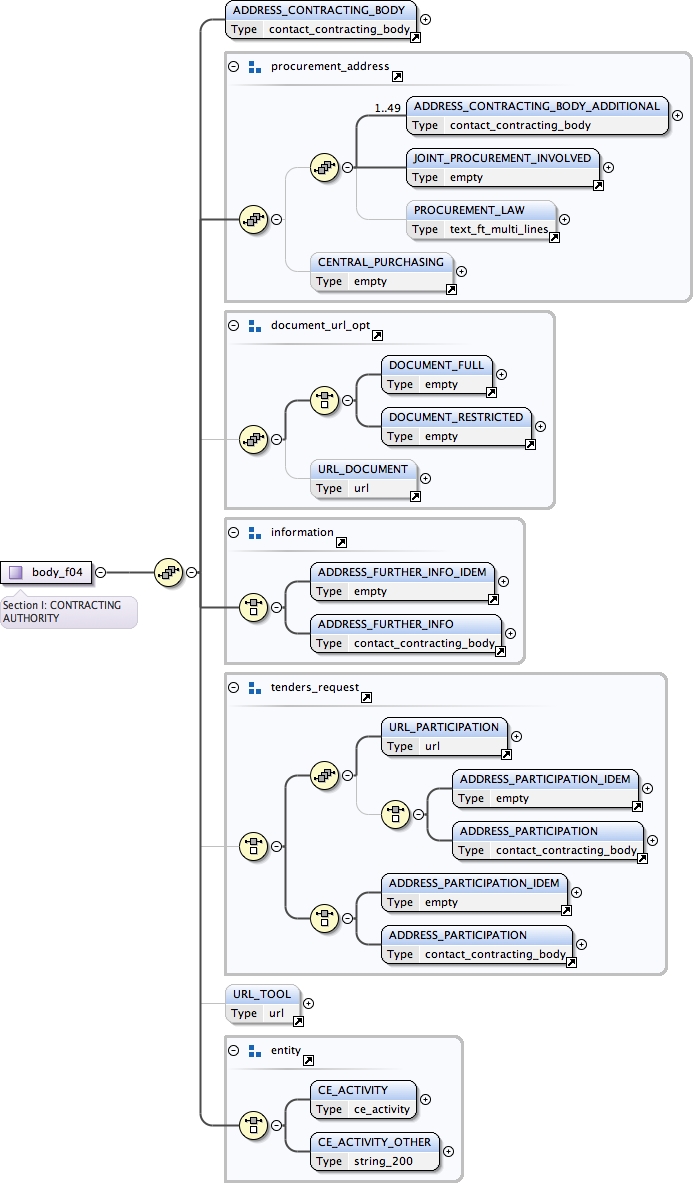 ADDRESS_CONTRACTING_BODY
Type contact_contracting_body
procurement_address
1..49
ADDRESS_CONTRACTING_BODY_ADDITIONAL
Type contact_contracting_body
JOINT_PROCUREMENT_INVOLVED
Type empty
PROCUREMENT_LAW
Type text_ft_multi_lines
CENTRAL_PURCHASING
Type empty
document_url_opt
DOCUMENT_FULL
Type empty
DOCUMENT_RESTRICTED
Type empty
URL_DOCUMENT
Type url
body_f04
Section I: CONTRACTING
AUTHORITY
information
ADDRESS_FURTHER_INFO_IDEM
Type empty
ADDRESS_FURTHER_INFO
Type contact_contracting_body
tenders_request
URL_PARTICIPATION
Type url
ADDRESS_PARTICIPATION_IDEM
Type empty
ADDRESS_PARTICIPATION
Type contact_contracting_body
ADDRESS_PARTICIPATION_IDEM
Type empty
ADDRESS_PARTICIPATION
Type contact_contracting_body
URL_TOOL
Type url
entity
CE_ACTIVITY
Type ce_activity
CE_ACTIVITY_OTHER
Type string_200